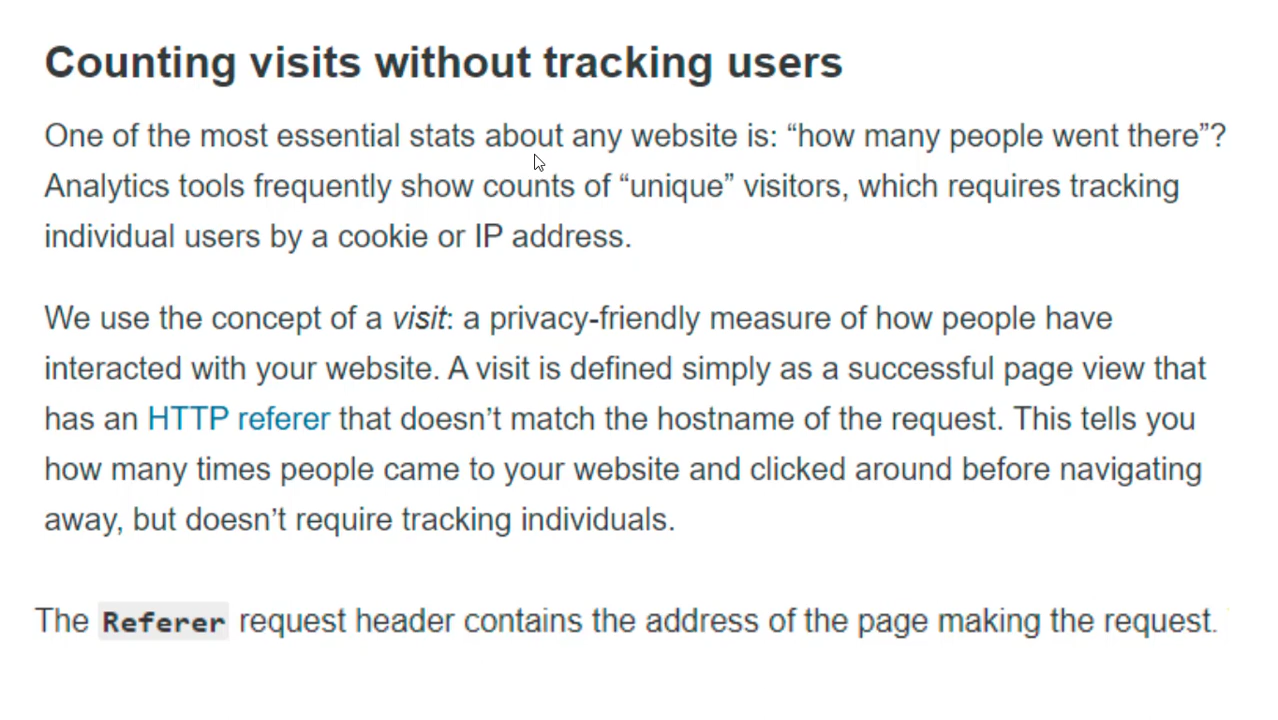 Counting visits without tracking users
One of the most essential stats about any website is: “how many people went there”?
Analytics tools frequently show counts of “unique” visitors, which requires tracking
individual users by a cookie or IP address.
We use the concept of a visit: a privacy-friendly measure of how people have
interacted with your website. A visit is defined simply as a successful page view that
has an HTTP referer that doesn’t match the hostname of the request. This tells you
how many times people came to your website and clicked around before navigating
away, but doesn’t require tracking individuals.
The Referer request header contains the address of the page making the request.